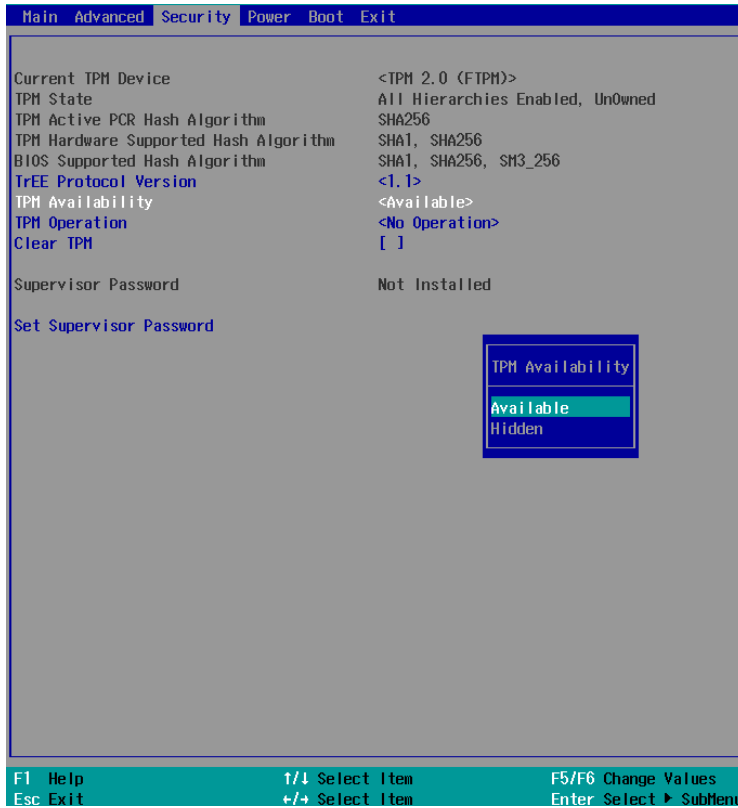 Main Advanced Security Power Boot Exit
Current TPM Device <TPM 2.0 (FTPM)>
TPM State All Hierarchies Enabled, UnOwned
TPM Active PCR Hash Algorithm SHA256
TPM Hardware Supported Hash Algorithm SHA1, SHA256
BIOS Supported Hash Algorithm SHA1, SHA256, SM3_256
TrEE Protocol Version <1.1>
TPM Availability <Available>
TPM Operation <No Operation>
Clear TPM [ ]
Supervisor Password Not Installed
Set Supervisor Password
TPM Availability
Available
Hidden
F1 Help ↑/↓ Select Item F5/F6 Change Values
Esc Exit ←/→ Select Item Enter Select ▶ SubMenu